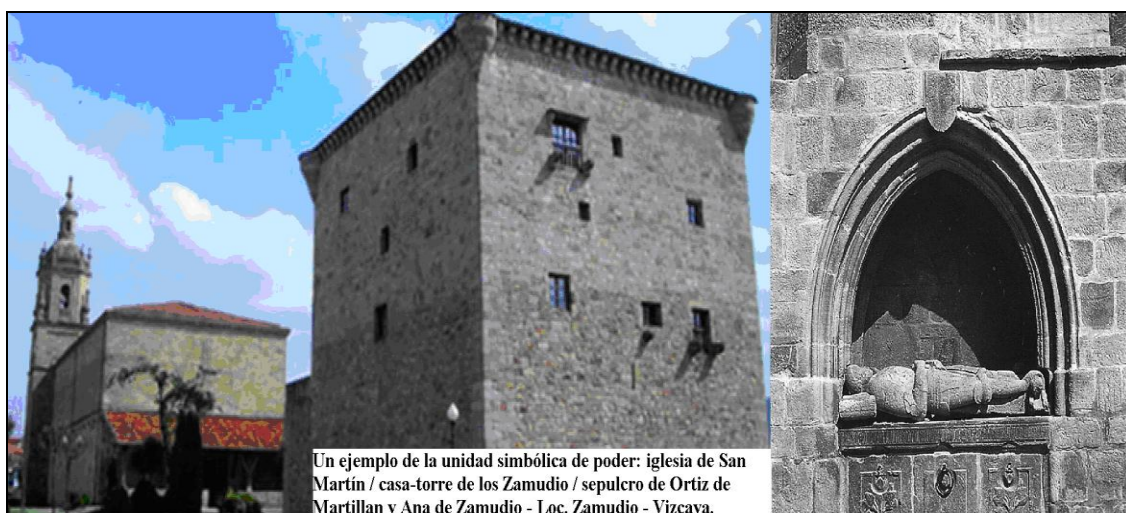 Un ejemplo de la unidad simbólica de poder: iglesia de San
Martín / casa-torre de los Zamudio / sepulcro de Ortiz de
Martillan y Ana de Zamudio - Loc. Zamudio - Vizcaya.